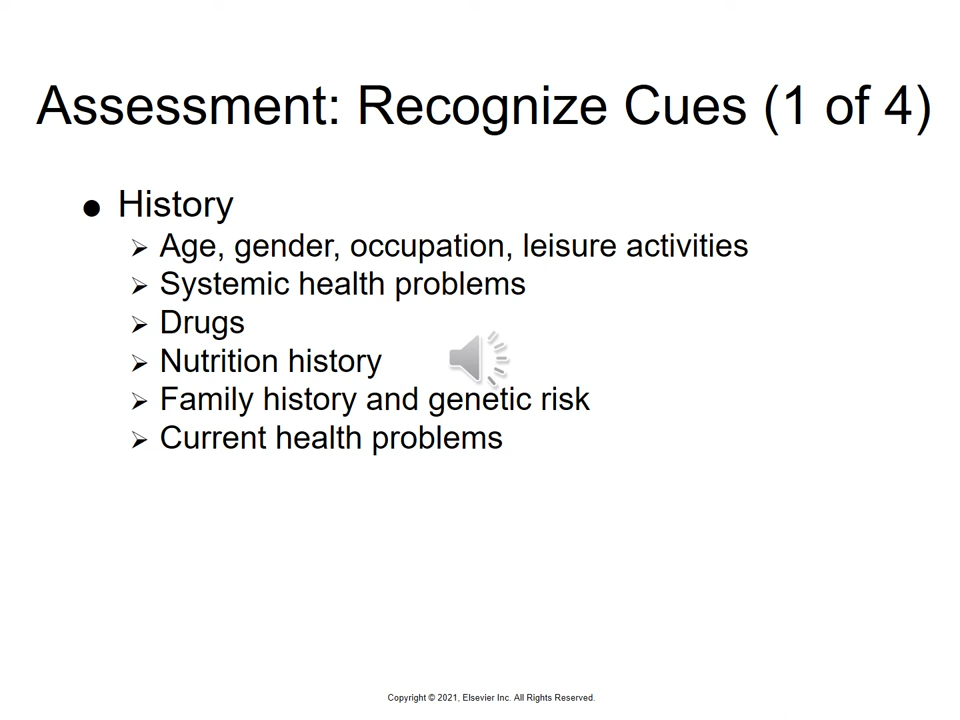 Assessment: Recognize Cues (1 of 4)
● History
➢ Age, gender, occupation, leisure activities
➢ Systemic health problems
➢ Drugs
➢ Nutrition history
➢ Family history and genetic risk
➢ Current health problems
Copyright © 2021, Elsevier Inc. All Rights Reserved.